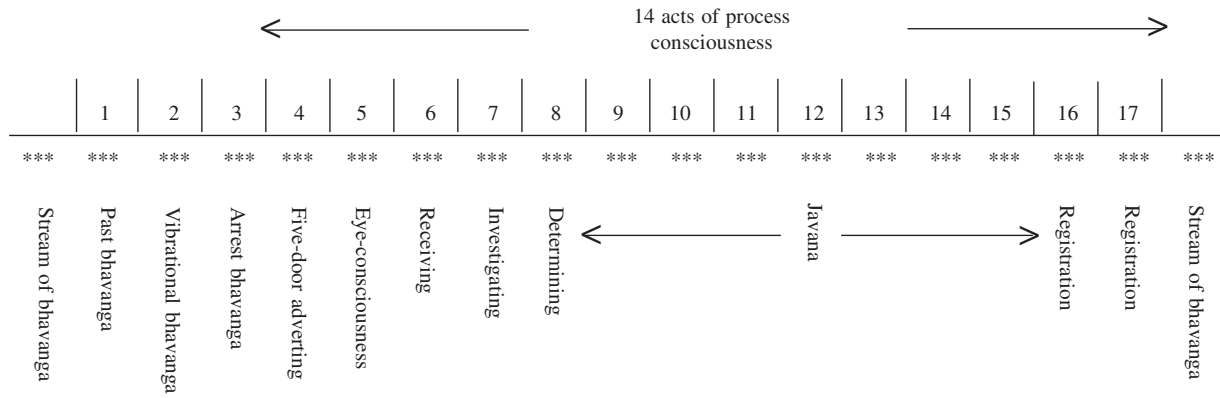 14 acts of process
consciousness
1 2 3 4 5 6 7 8 9 10 11 12 13 14 15 16 17
*** *** *** *** *** *** *** *** *** *** *** *** *** *** *** *** *** *** ***
Stream of bhavanga
Past bhavanga
Vibrational bhavanga
Arrest bhavanga
Five-door adverting
Eye-consciousness
Receiving
Investigating
Determining
Javana
Registration
Registration
Stream of bhavanga